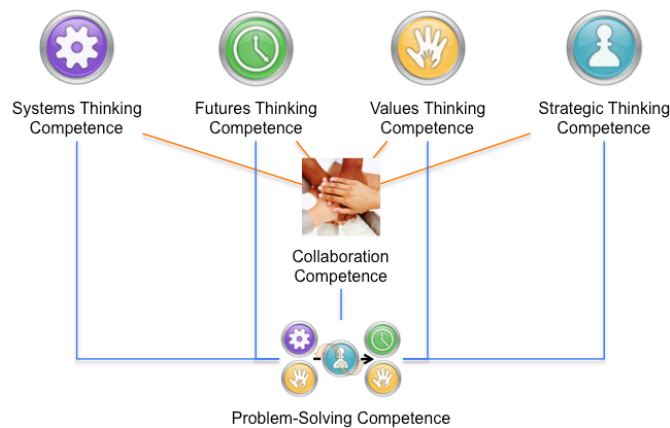 Systems Thinking
Competence
Futures Thinking
Competence
Values Thinking
Competence
Strategic Thinking
Competence
Collaboration
Competence
Problem-Solving Competence